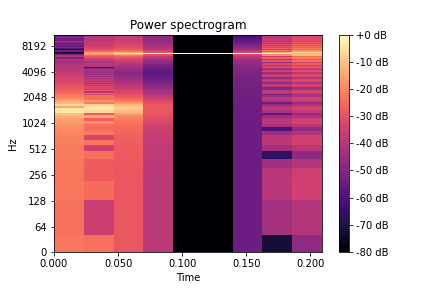 Power spectrogram
8192
4096
2048
1024
512
256
128
64
0
Hz
0.000 0.050 0.100 0.150 0.200
Time
+0 dB
-10 dB
-20 dB
-30 dB
-40 dB
-50 dB
-60 dB
-70 dB
-80 dB